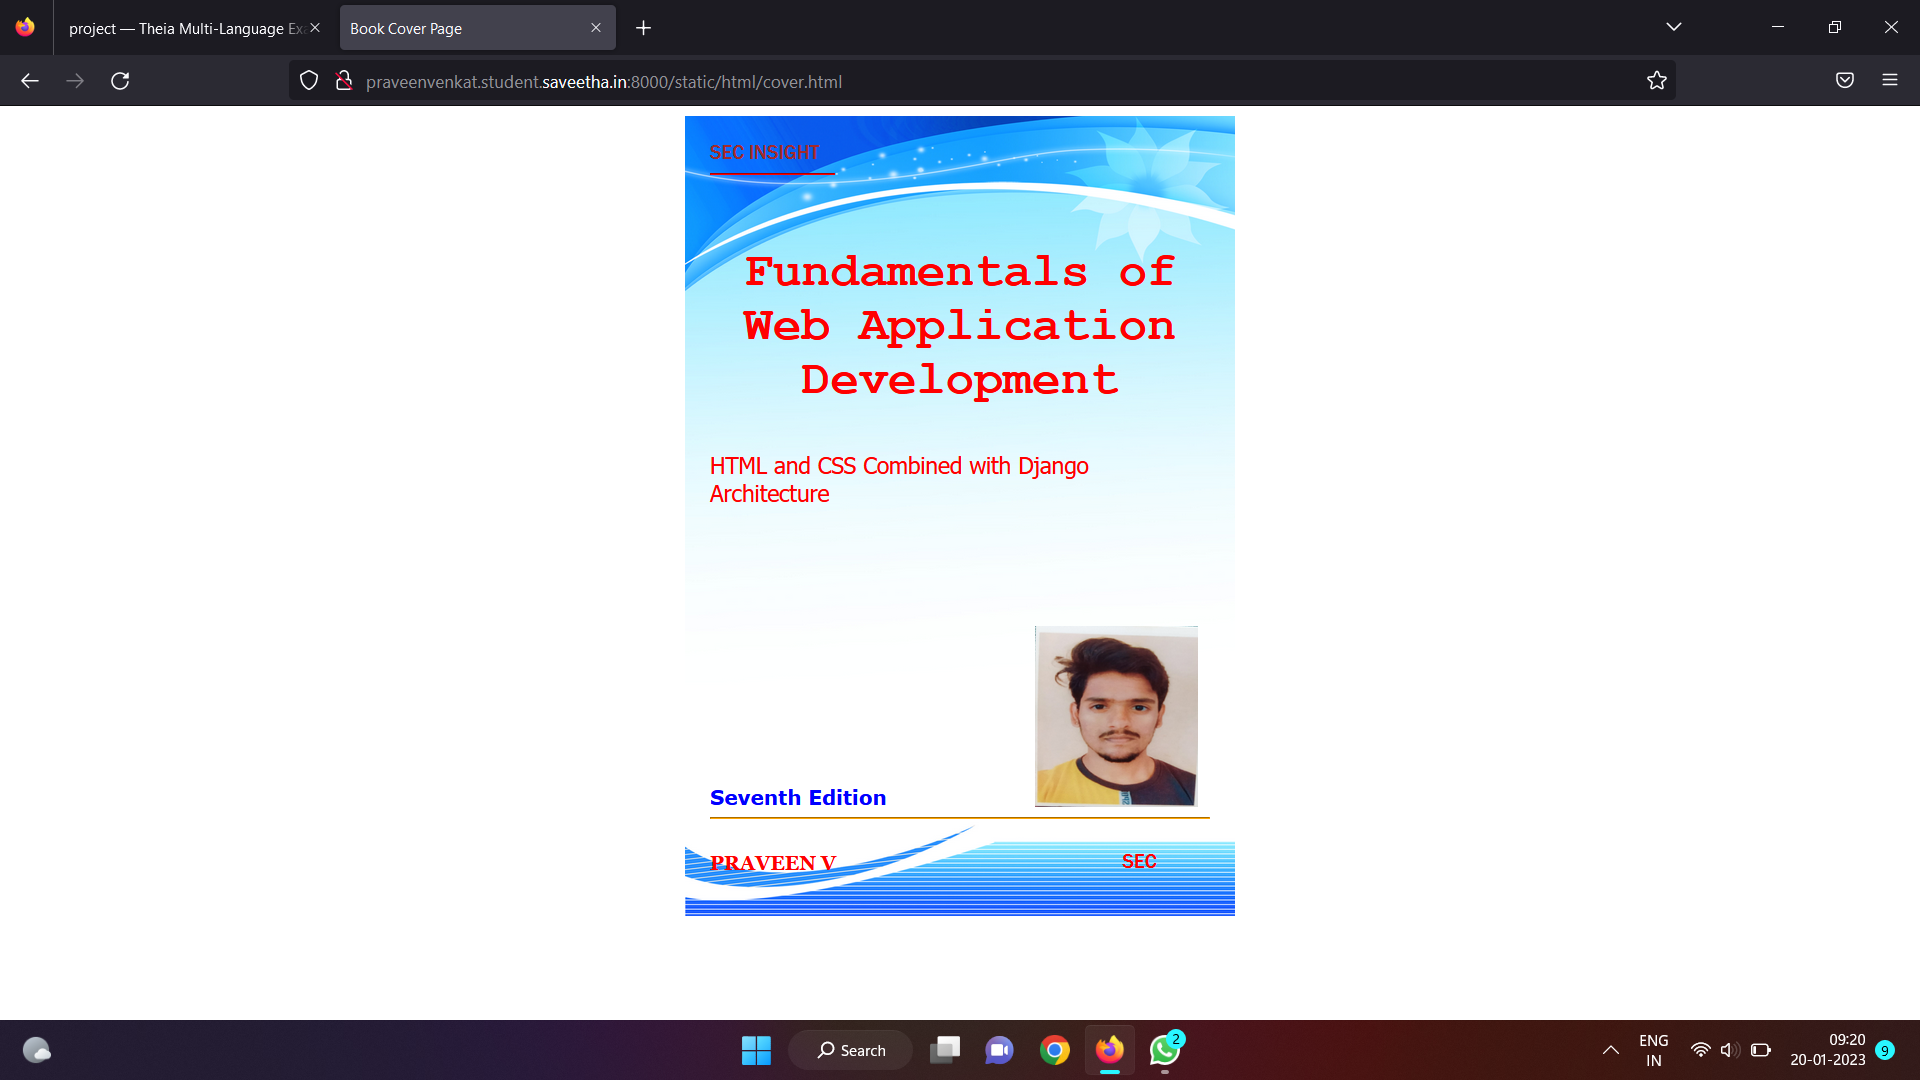 project — Theia Multi-Language Ex
Book Cover Page
praveenvenkat.student.saveetha.in:8000/static/html/cover.html
SEC INSIGHT
Fundamentals of
Web Application
Development
HTML and CSS Combined with Django
Architecture
Seventh Edition
PRAVEEN V
SEC
Search
2
ENG
IN
09:20
20-01-2023
9